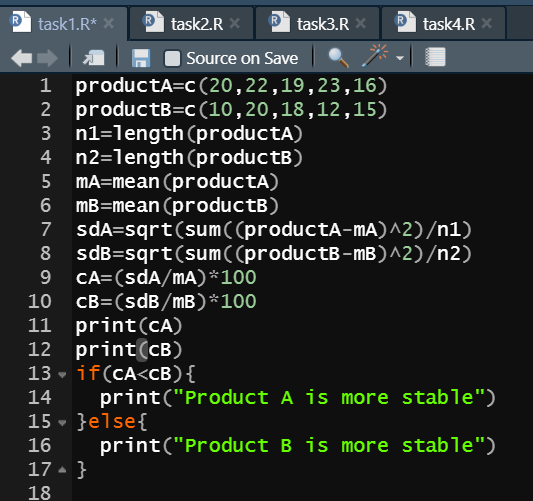 task1.R* task2.R task3.R task4.R
Source on Save
1 productA=c(20,22,19,23,16)
2 productB=c(10,20,18,12,15)
3 n1=length(productA)
4 n2=length(productB)
5 mA=mean(productA)
6 mB=mean(productB)
7 sdA=sqrt(sum((productA-mA)^2)/n1)
8 sdB=sqrt(sum((productB-mB)^2)/n2)
9 cA=(sdA/mA)*100
10 cB=(sdB/mB)*100
11 print(cA)
12 print(cB)
13 if(cA<cB){
14   print("Product A is more stable")
15 }else{
16   print("Product B is more stable")
17 }
18